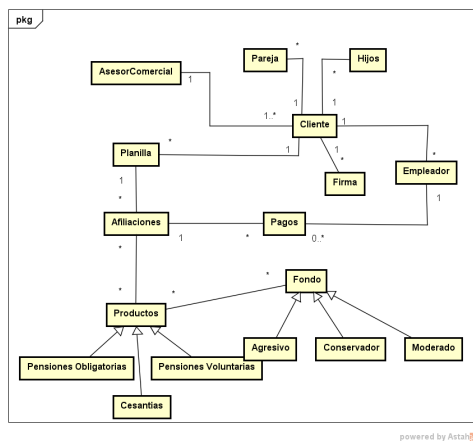 pkg
Pareja
*
Hijos
*
AsesorComercial
1
1
1
1..*
Cliente
1
*
1
1
*
*
Planilla
Firma
Empleador
1
1
*
Afiliaciones
1
*
Pagos
0..*
*
*
*
*
Fondo
Productos
Agresivo
Conservador
Moderado
Pensiones Obligatorias
Pensiones Voluntarias
Cesantias
powered by Astah